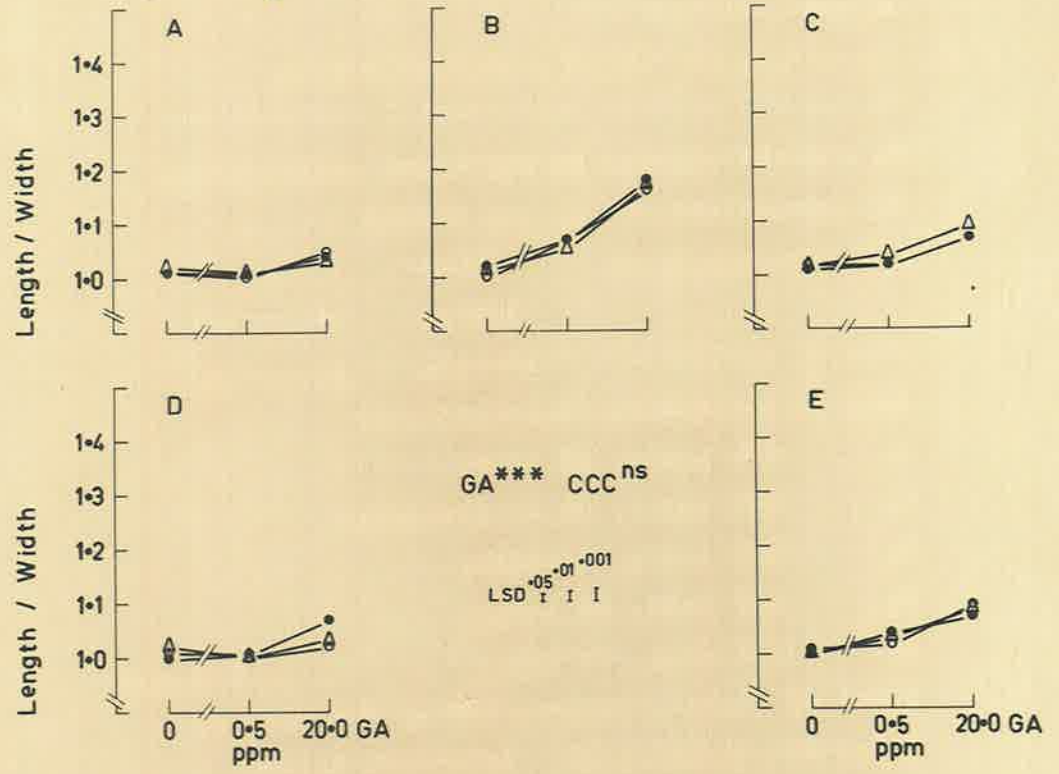 A
B
C
Length / Width
1•4
1•3
1•2
1•1
1•0
D
E
Length / Width
1•4
1•3
1•2
1•1
1•0
GA*** CCC ns
LSD •05 •01 •001
0 0•5 20•0 GA
ppm
0 0•5 20•0 GA
ppm